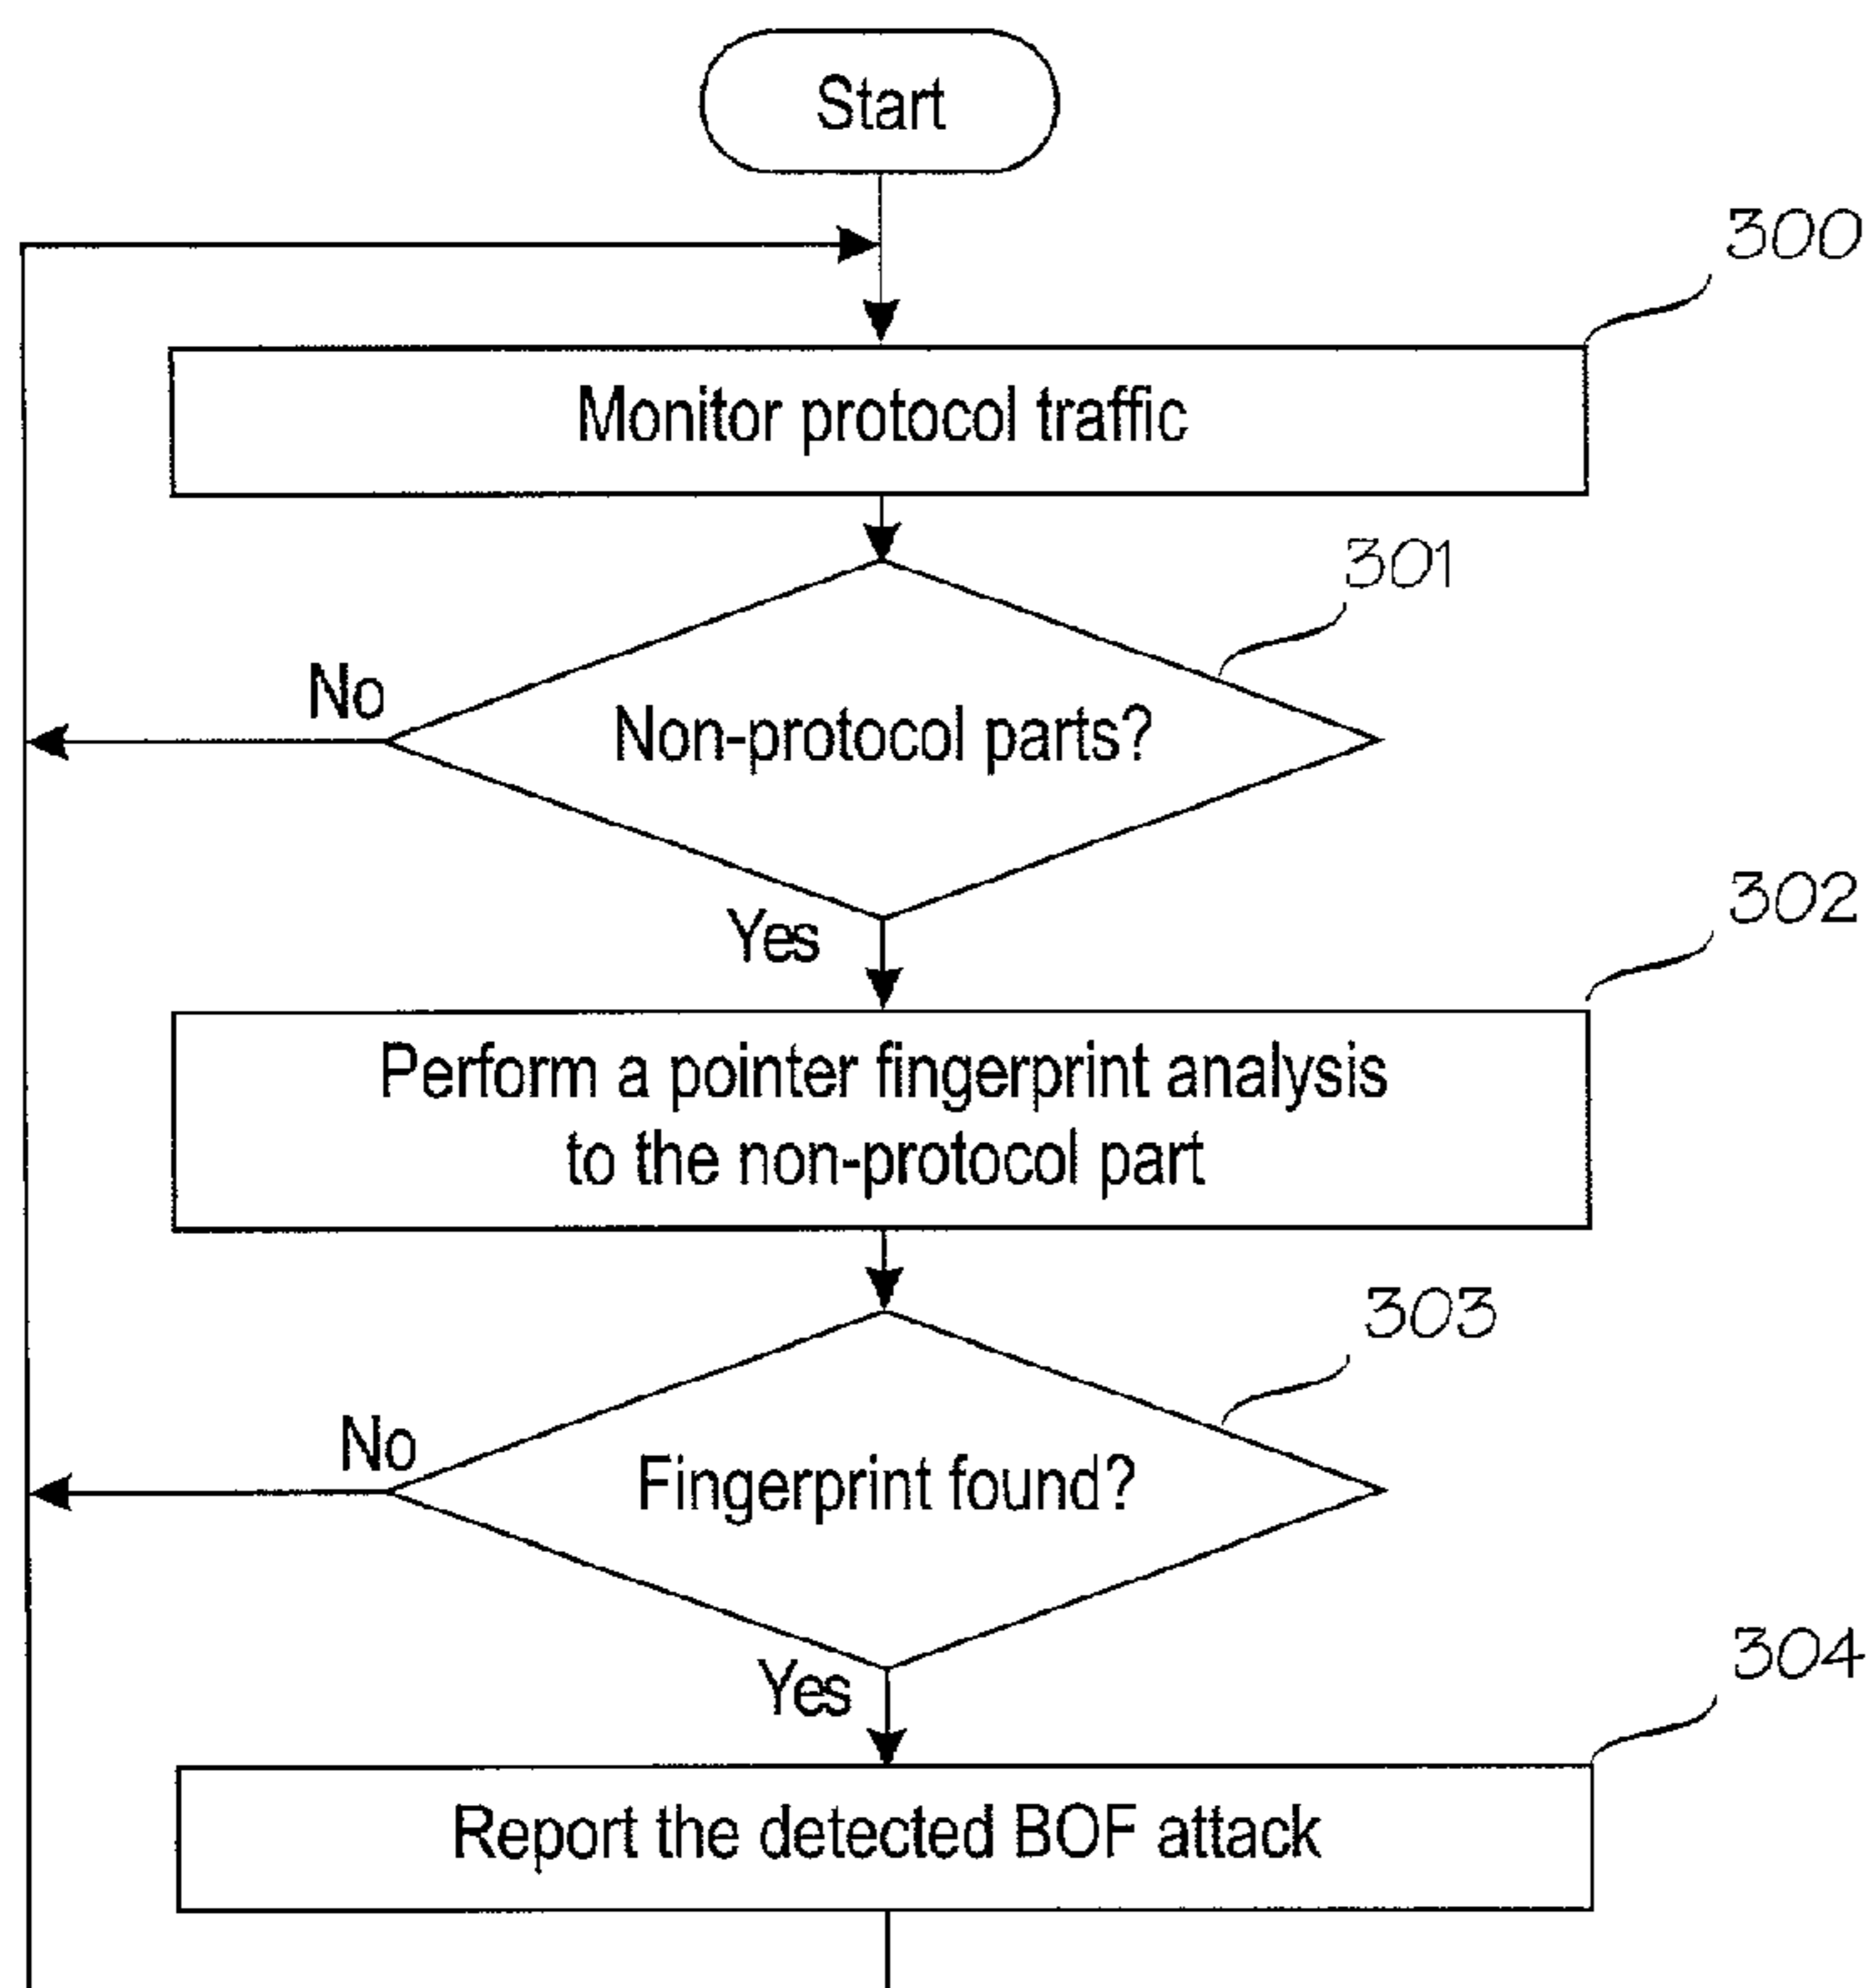 Start
300
Monitor protocol traffic
301
No
Non-protocol parts?
Yes
302
Perform a pointer fingerprint analysis
to the non-protocol part
303
No
Fingerprint found?
Yes
304
Report the detected BOF attack